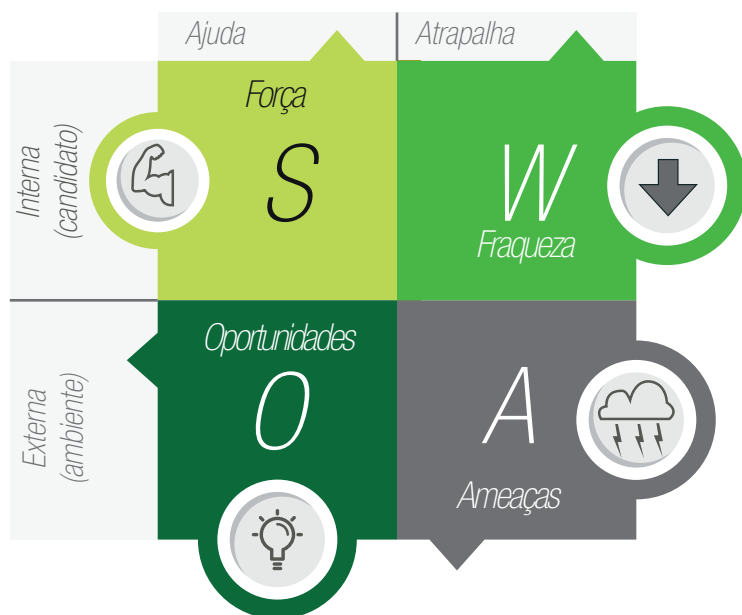 Ajuda
Atrapalha
Interna
(candidato)
Força
S
W
Fraqueza
Externa
(ambiente)
Oportunidades
O
A
Ameaças